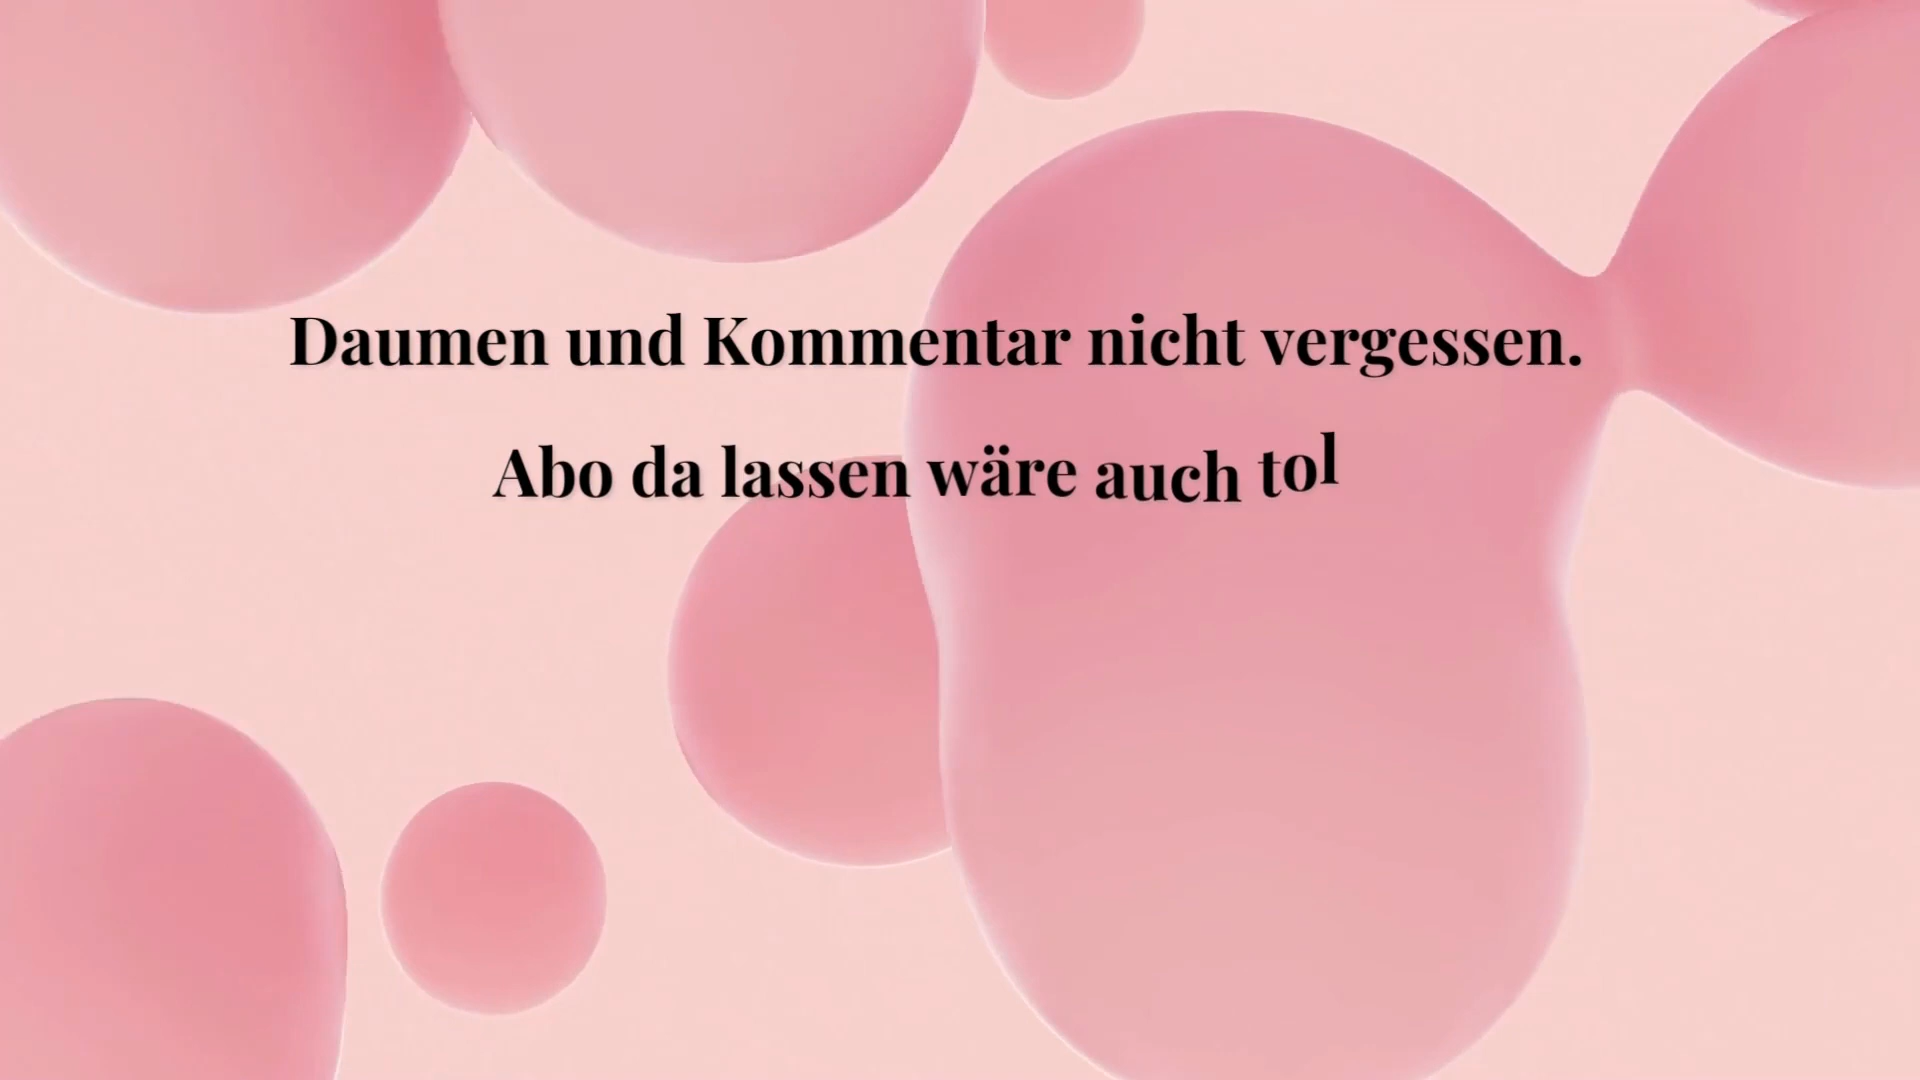 Daumen und Kommentar nicht vergessen.
Abo da lassen wäre auch tol